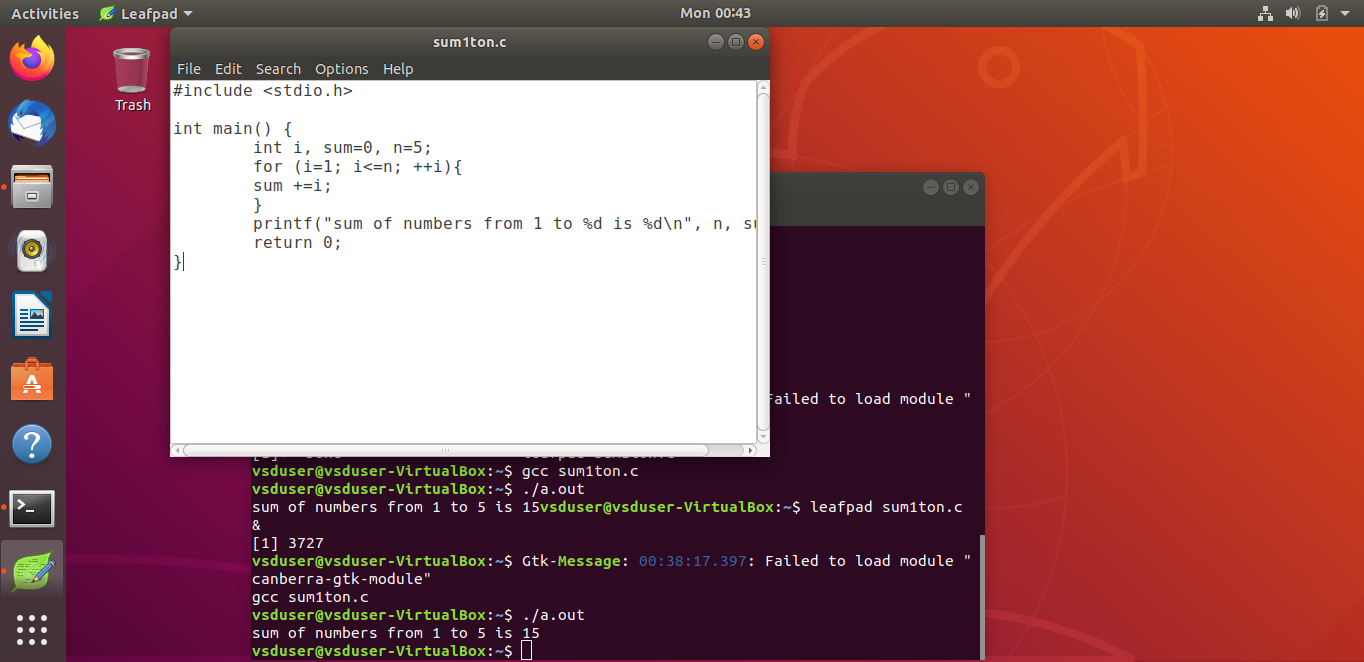 Activities Leafpad Mon 00:43
Trash
sum1ton.c
File Edit Search Options Help
#include <stdio.h>
int main() {
int i, sum=0, n=5;
for (i=1; i<=n; ++i){
sum +=i;
}
printf("sum of numbers from 1 to %d is %d\n", n, su
return 0;
}
Failed to load module "
vsduser@vsduser-VirtualBox:~$ gcc sum1ton.c
vsduser@vsduser-VirtualBox:~$ ./a.out
sum of numbers from 1 to 5 is 15vsduser@vsduser-VirtualBox:~$ leafpad sum1ton.c
&
[1] 3727
vsduser@vsduser-VirtualBox:~$ Gtk-Message: 00:38:17.397: Failed to load module "
canberra-gtk-module"
gcc sum1ton.c
vsduser@vsduser-VirtualBox:~$ ./a.out
sum of numbers from 1 to 5 is 15
vsduser@vsduser-VirtualBox:~$